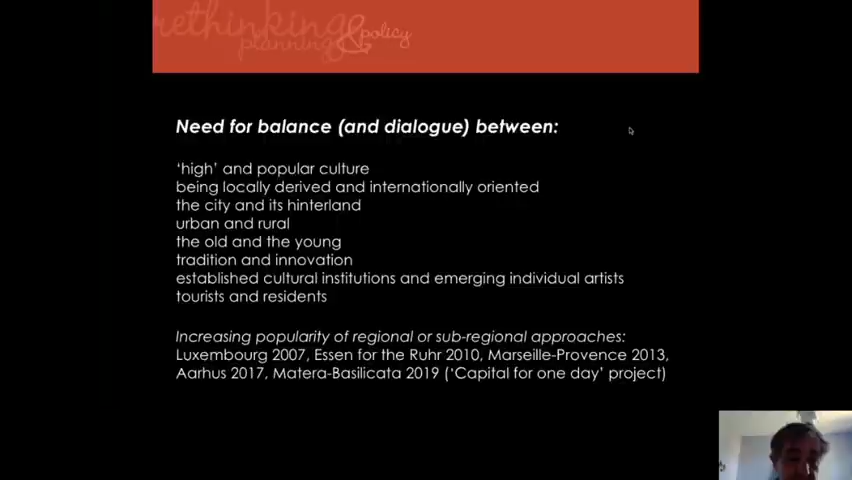 rethinking
planning & policy
Need for balance (and dialogue) between:
‘high’ and popular culture
being locally derived and internationally oriented
the city and its hinterland
urban and rural
the old and the young
tradition and innovation
established cultural institutions and emerging individual artists
tourists and residents
Increasing popularity of regional or sub-regional approaches:
Luxembourg 2007, Essen for the Ruhr 2010, Marseille-Provence 2013,
Aarhus 2017, Matera-Basilicata 2019 (‘Capital for one day’ project)